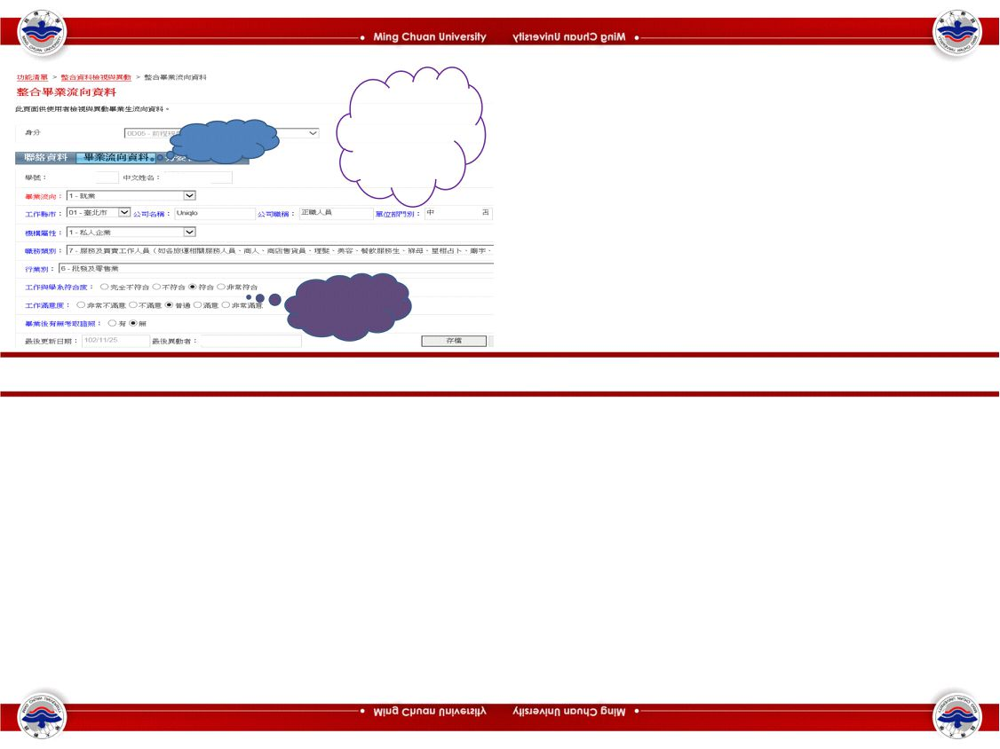 Ming Chuan University
Ming Chuan University
功能清單 > 整合資料檢視與異動 > 整合畢業流向資料
整合畢業流向資料
此頁面供使用者檢視與異動畢業生流向資料。
身分 0D05 - 前程
聯絡資料 畢業流向資料
學號： 中文姓名：
畢業流向： 1 - 就業
工作縣市： 01 - 臺北市 公司名稱： Uniqlo 公司職稱： 正職人員 單位部門別： 中 店
機構屬性： 1 - 私人企業
職務類別： 7 - 服務及買賣工作人員（如各旅運相關服務人員、商人、商店售貨員、理髮、美容、餐飲服務生、褓母、星相占卜、廟宇、
行業別： 6 - 批發及零售業
工作與學系符合度： 完全不符合 不符合 符合 非常符合
工作滿意度： 非常不滿意 不滿意 普通 滿意 非常滿意
畢業後有無考取證照： 有 無
最後更新日期： 102/11/25 最後異動者： 存檔
Ming Chuan University
Ming Chuan University